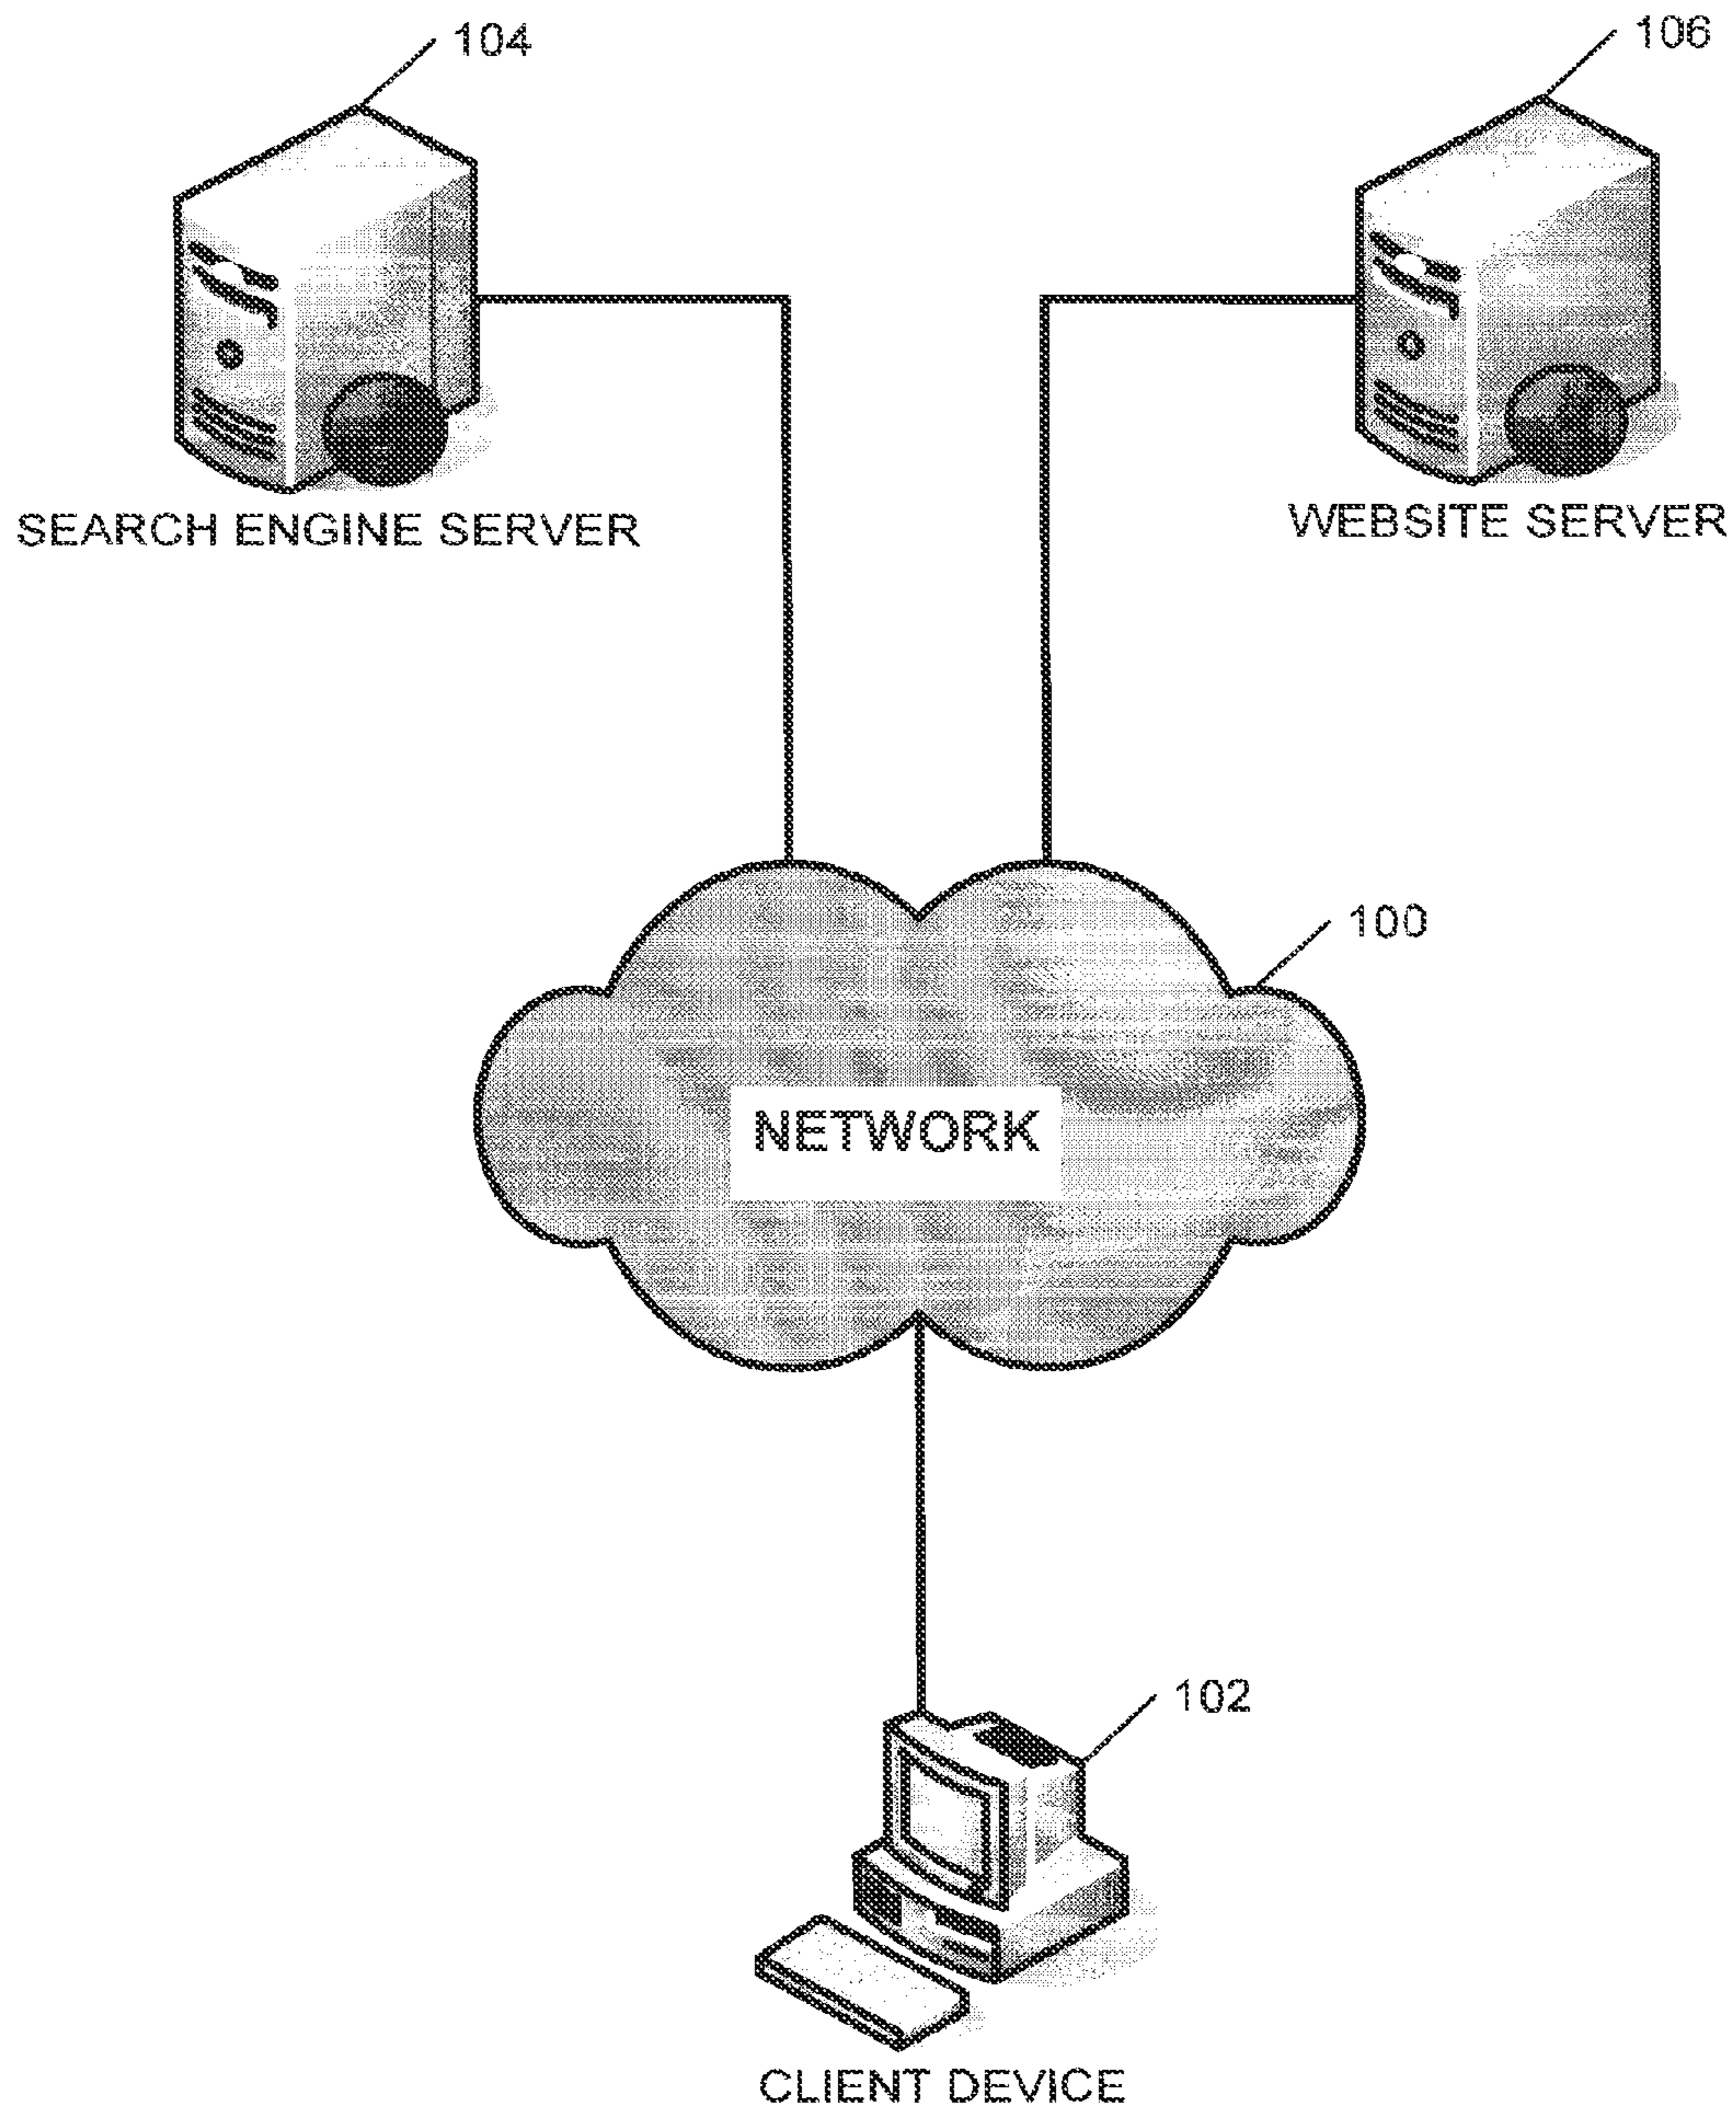 104
106
SEARCH ENGINE SERVER
WEBSITE SERVER
100
NETWORK
102
CLIENT DEVICE